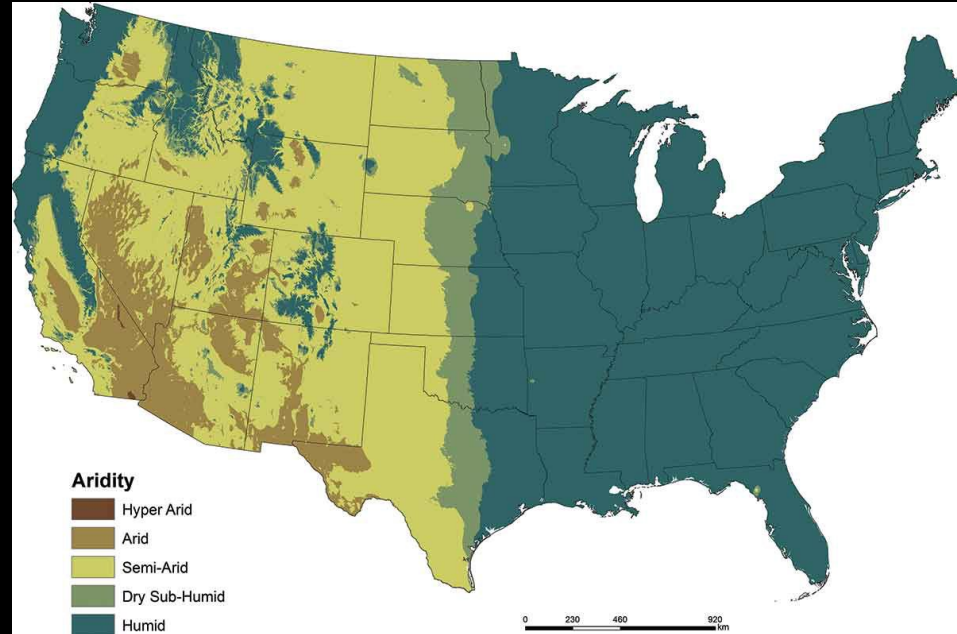 Aridity
Hyper Arid
Arid
Semi-Arid
Dry Sub-Humid
Humid
0 230 460 920
km